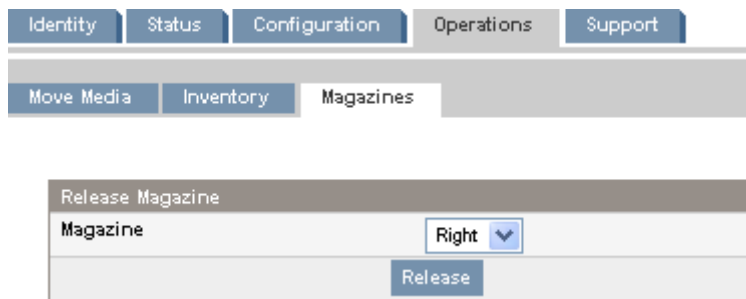 Identity Status Configuration Operations Support
Move Media Inventory Magazines
Release Magazine
Magazine Right
Release